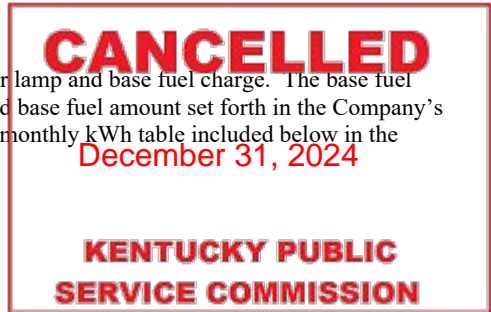 CANCELLED
r lamp and base fuel charge. The base fuel
d base fuel amount set forth in the Company's
monthly kWh table included below in the
December 31, 2024
KENTUCKY PUBLIC
SERVICE COMMISSION